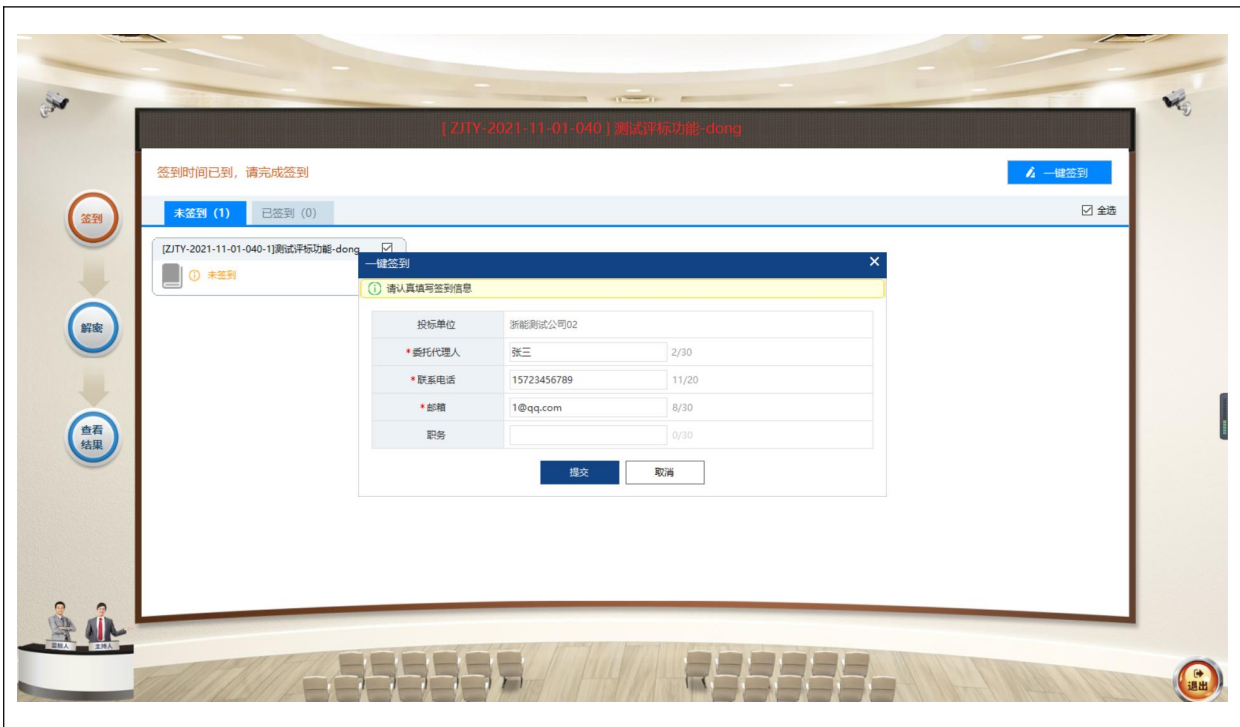 [ ZJTY-2021-11-01-040 ] 测试评标功能-dong
签到时间已到，请完成签到
一键签到
签到
未签到（1）
已签到（0）
全选
[ZJTY-2021-11-01-040-1]测试评标功能-dong
未签到
一键签到
请认真填写签到信息
投标单位 浙能测试公司02
*委托代理人 张三 2/30
*联系电话 15723456789 11/20
*邮箱 1@qq.com 8/30
职务 0/30
提交
取消
解密
查看
结果
主持人
退出